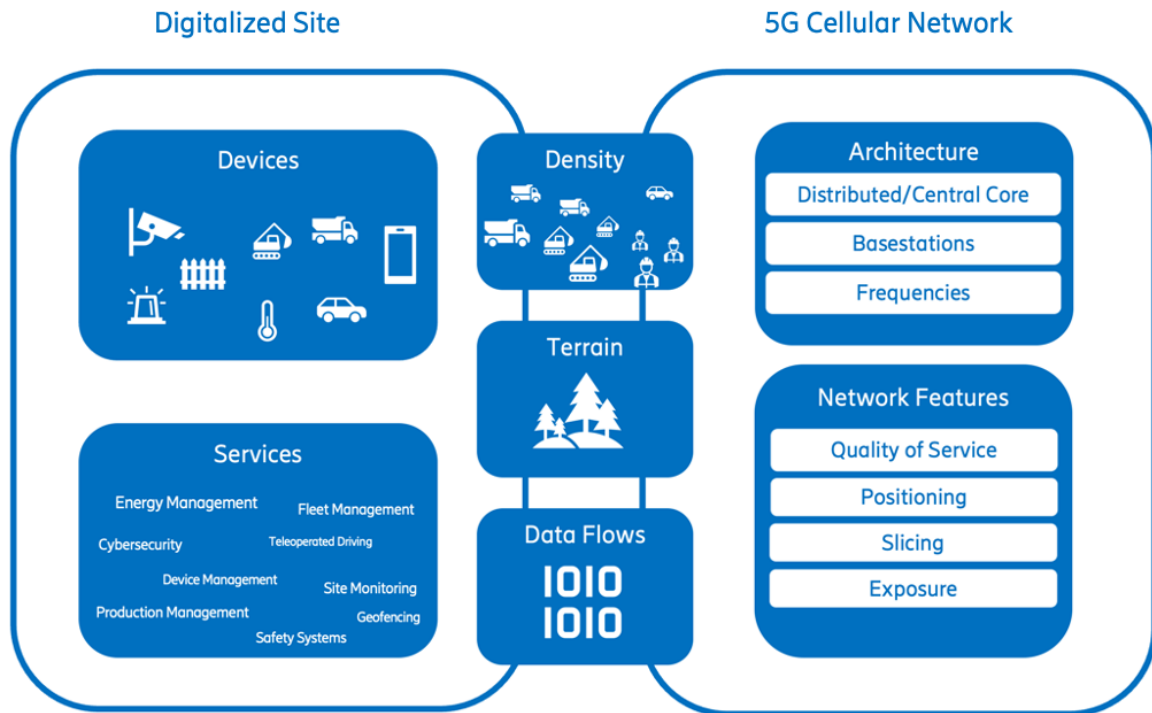 Digitalized Site
5G Cellular Network
Devices
Services
Energy Management
Fleet Management
Cybersecurity
Teleoperated Driving
Device Management
Site Monitoring
Production Management
Geofencing
Safety Systems
Density
Terrain
Data Flows
1010
1010
Architecture
Distributed/Central Core
Basestations
Frequencies
Network Features
Quality of Service
Positioning
Slicing
Exposure